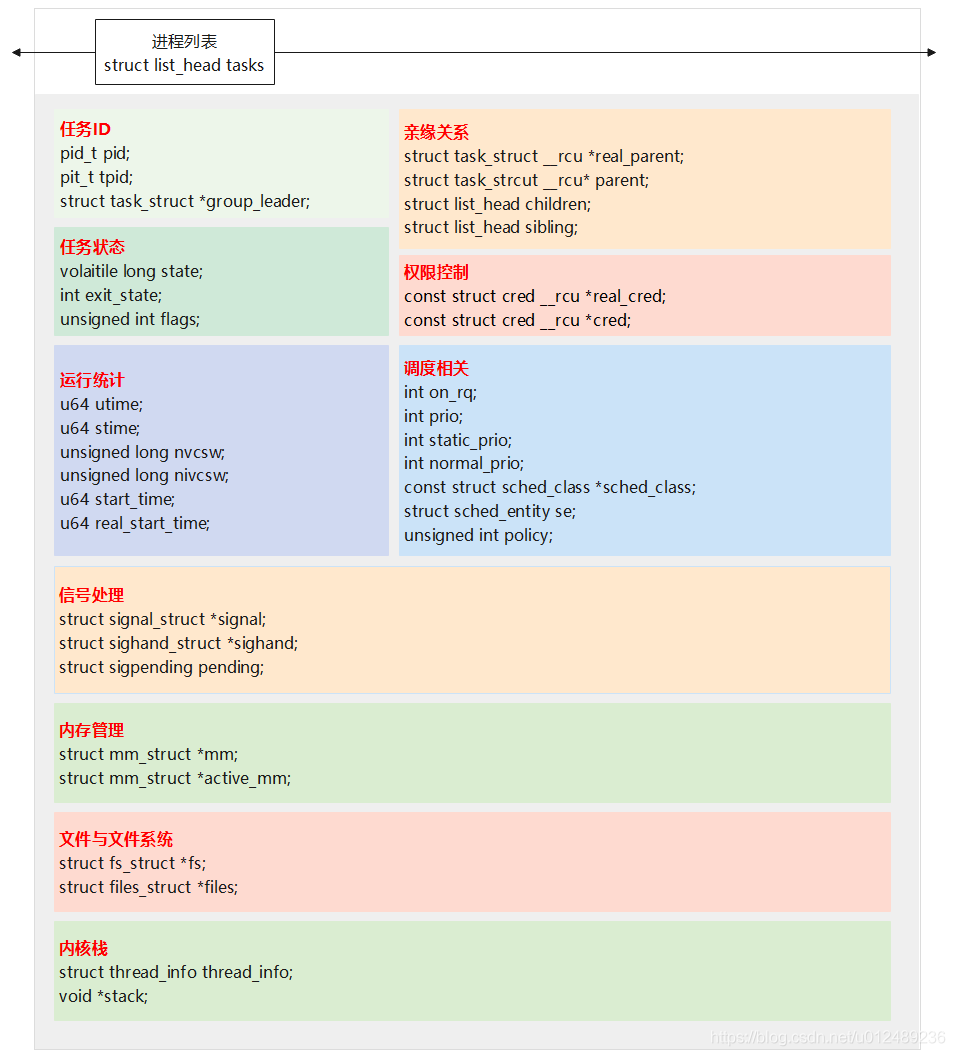 进程列表
struct list_head tasks
任务ID
pid_t pid;
pit_t tpid;
struct task_struct *group_leader;
任务状态
volaitile long state;
int exit_state;
unsigned int flags;
运行统计
u64 utime;
u64 stime;
unsigned long nvcsw;
unsigned long nivcsw;
u64 start_time;
u64 real_start_time;
亲缘关系
struct task_struct __rcu *real_parent;
struct task_strcut __rcu* parent;
struct list_head children;
struct list_head sibling;
权限控制
const struct cred __rcu *real_cred;
const struct cred __rcu *cred;
调度相关
int on_rq;
int prio;
int static_prio;
int normal_prio;
const struct sched_class *sched_class;
struct sched_entity se;
unsigned int policy;
信号处理
struct signal_struct *signal;
struct sighand_struct *sighand;
struct sigpending pending;
内存管理
struct mm_struct *mm;
struct mm_struct *active_mm;
文件与文件系统
struct fs_struct *fs;
struct files_struct *files;
内核栈
struct thread_info thread_info;
void *stack;
https://blog.csdn.net/u012489236